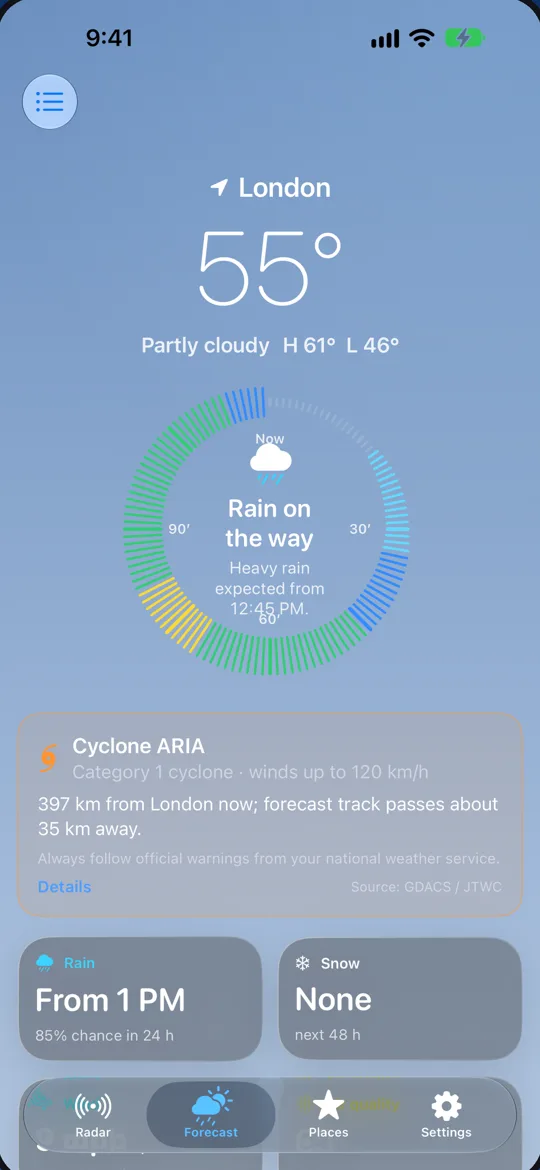 9:41
London
55°
Partly cloudy H 61° L 46°
Now
Rain on
the way
90′
30′
Heavy rain
expected from
12:45 PM.
60′
Cyclone ARIA
Category 1 cyclone · winds up to 120 km/h
397 km from London now; forecast track passes about
35 km away.
Always follow official warnings from your national weather service.
Details
Source: GDACS / JTWC
Rain
From 1 PM
85% chance in 24 h
Snow
None
next 48 h
Radar
Forecast
Places
Settings